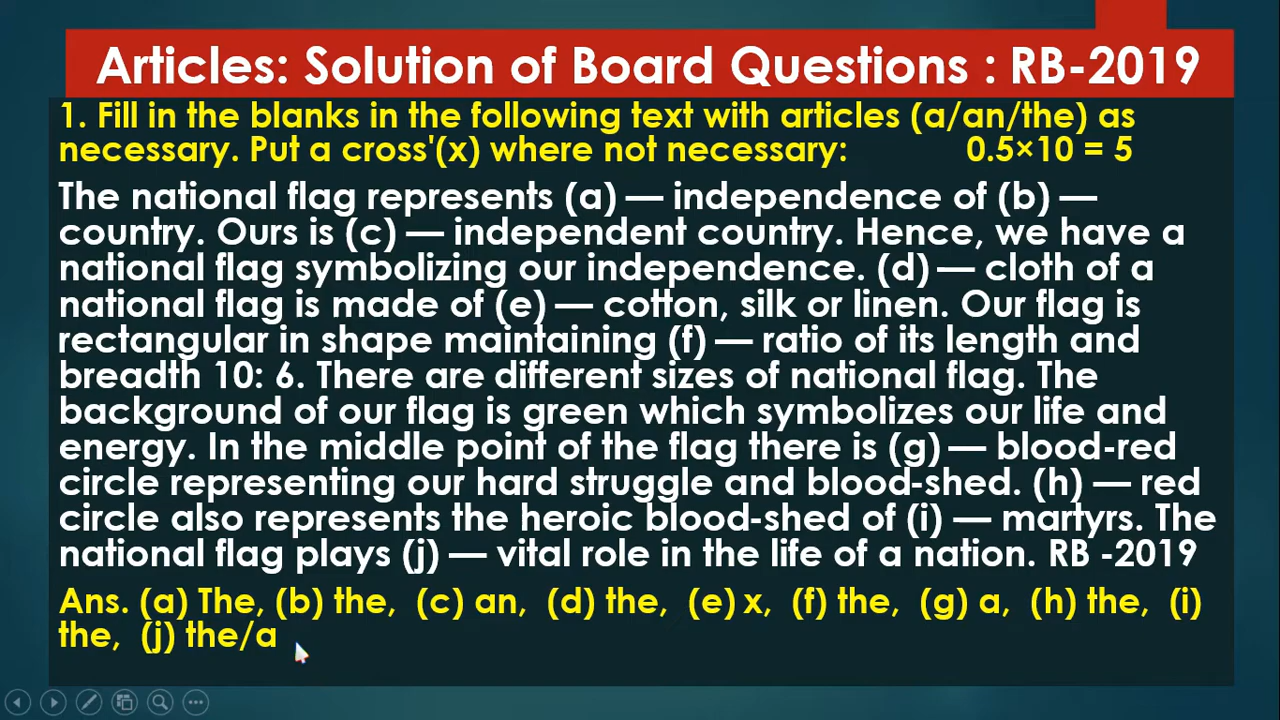 Articles: Solution of Board Questions : RB-2019
1. Fill in the blanks in the following text with articles (a/an/the) as
necessary. Put a cross'(x) where not necessary: 0.5×10 = 5
The national flag represents (a) — independence of (b) —
country. Ours is (c) — independent country. Hence, we have a
national flag symbolizing our independence. (d) — cloth of a
national flag is made of (e) — cotton, silk or linen. Our flag is
rectangular in shape maintaining (f) — ratio of its length and
breadth 10: 6. There are different sizes of national flag. The
background of our flag is green which symbolizes our life and
energy. In the middle point of the flag there is (g) — blood-red
circle representing our hard struggle and blood-shed. (h) — red
circle also represents the heroic blood-shed of (i) — martyrs. The
national flag plays (j) — vital role in the life of a nation. RB -2019
Ans. (a) The, (b) the, (c) an, (d) the, (e) x, (f) the, (g) a, (h) the, (i)
the, (j) the/a